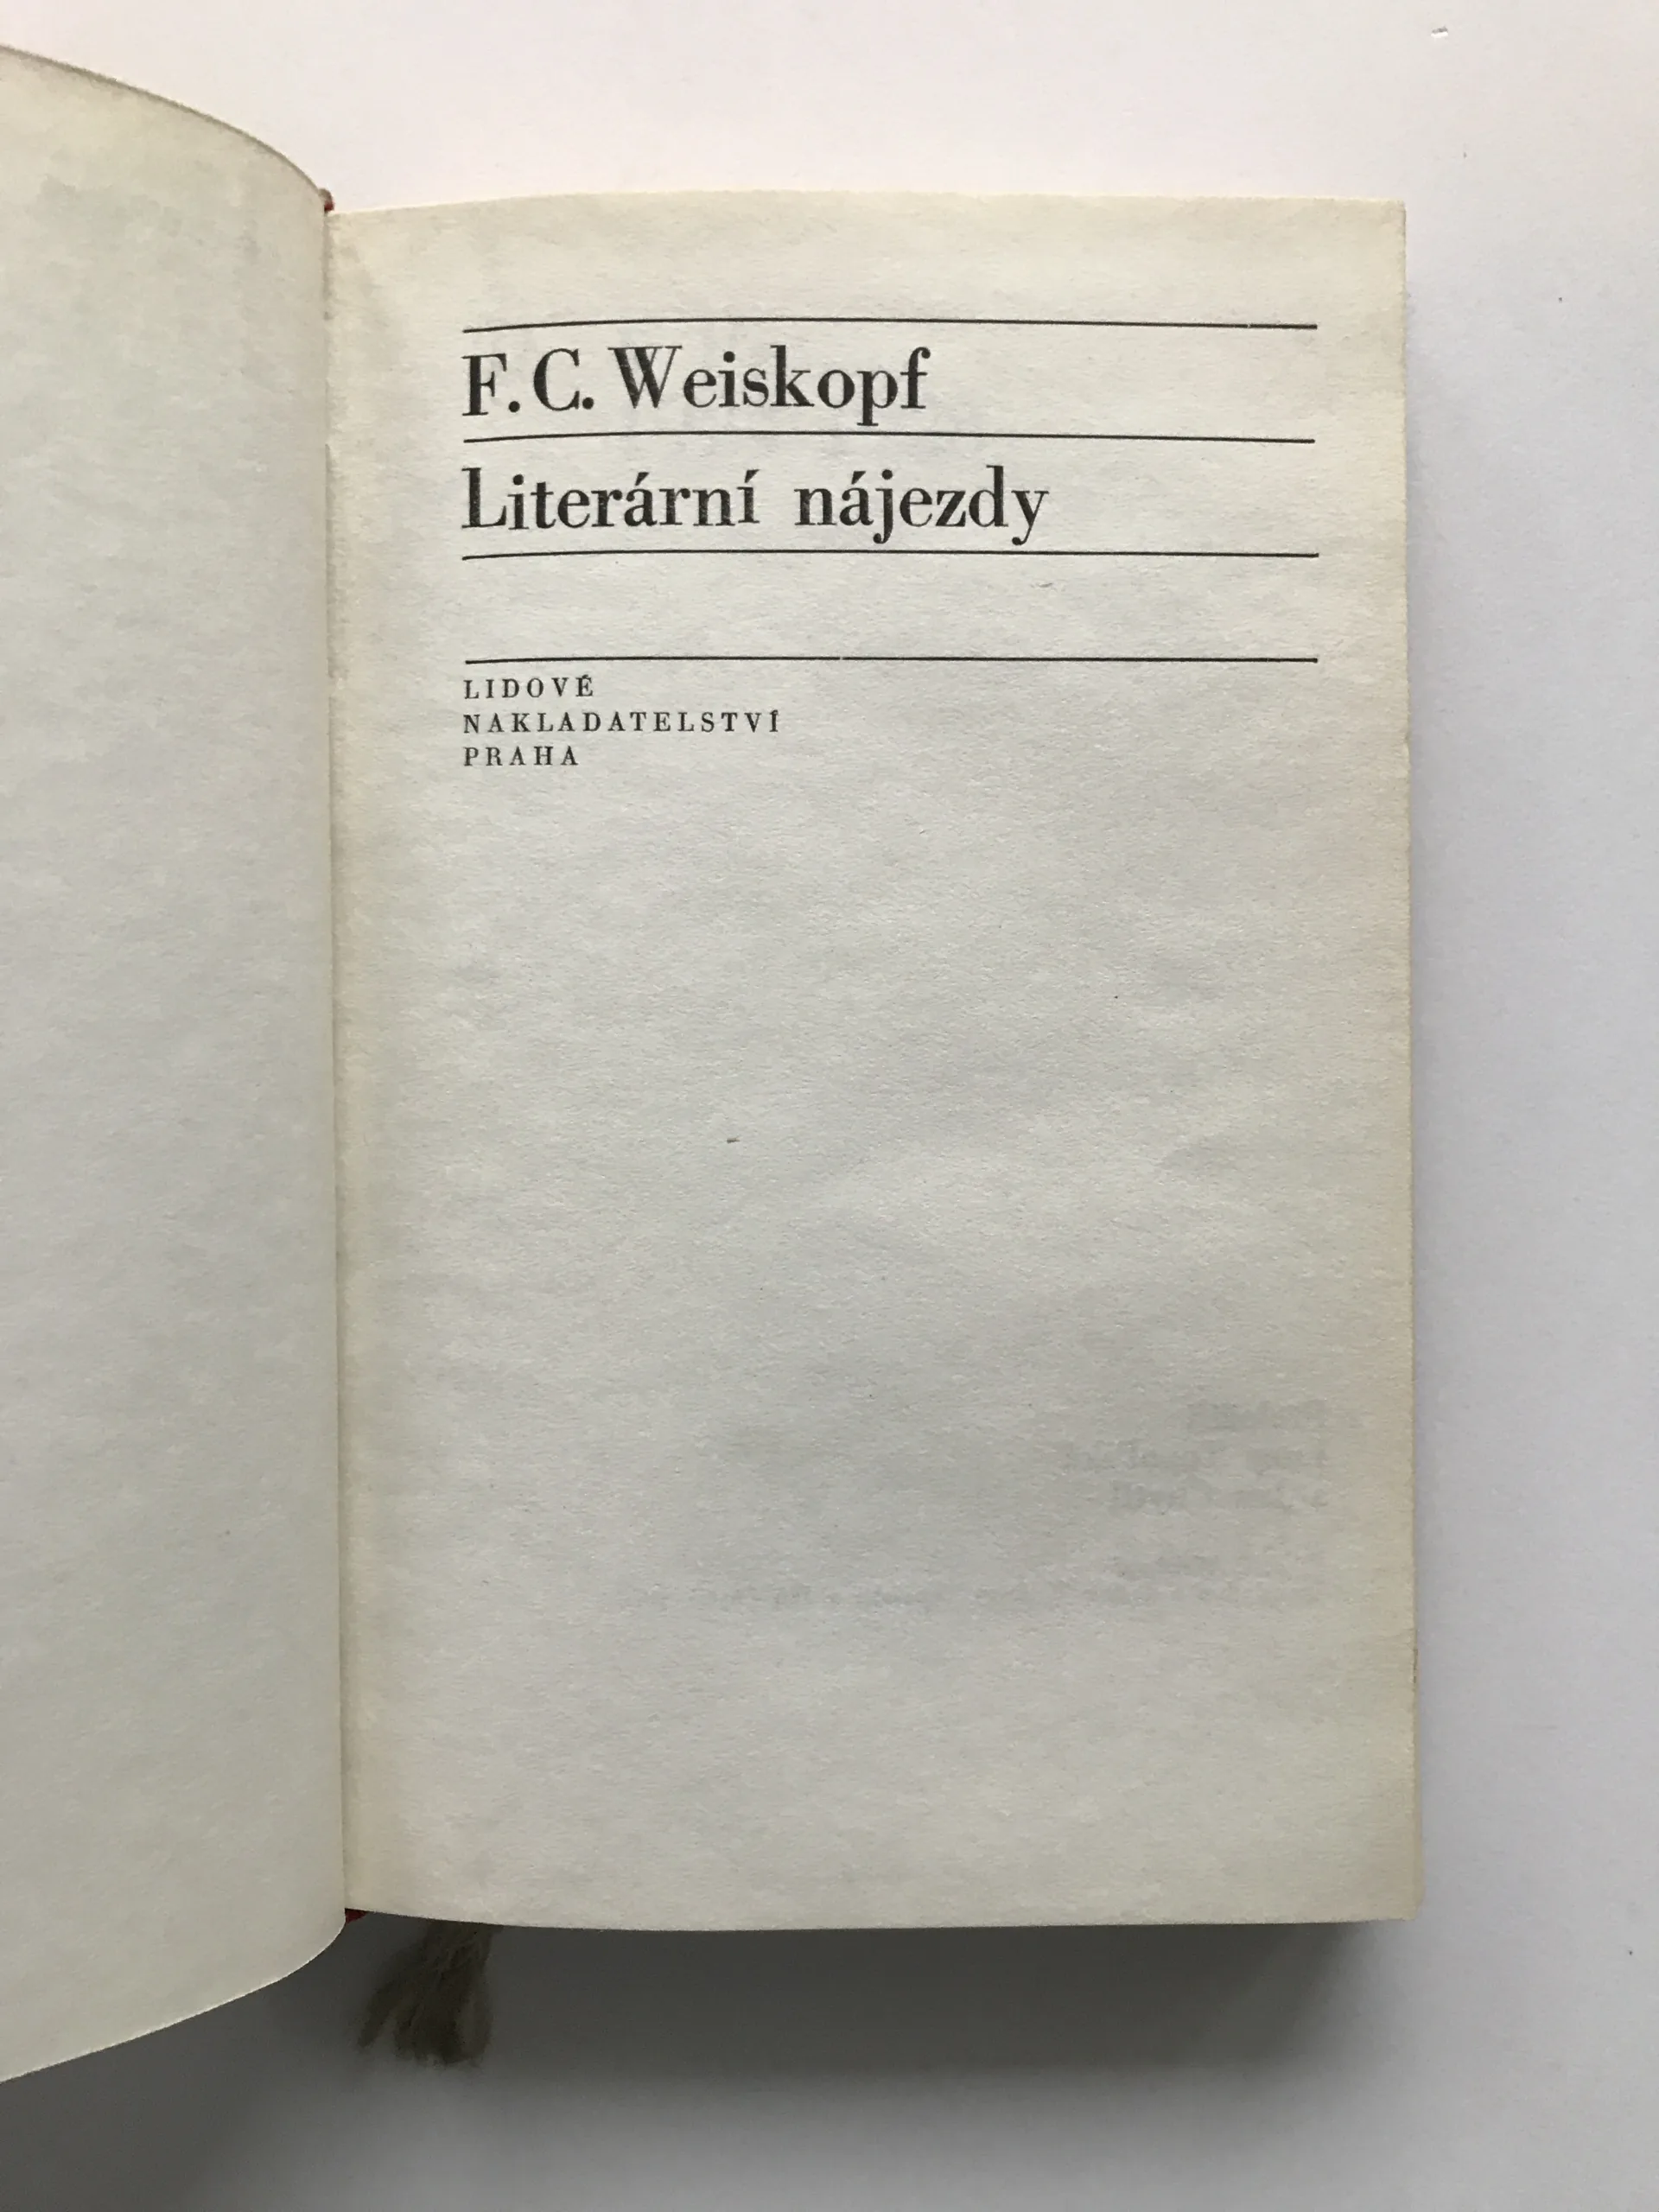 F. C. Weiskopf
Literární nájezdy
LIDOVÉ
NAKLADATELSTVÍ
PRAHA